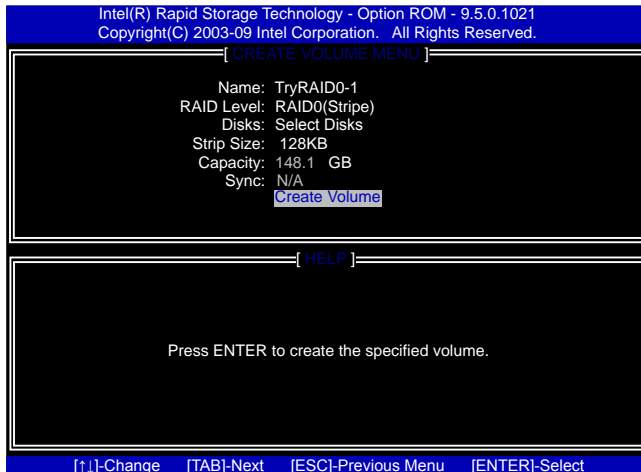 Intel(R) Rapid Storage Technology - Option ROM - 9.5.0.1021
Copyright(C) 2003-09 Intel Corporation.   All Rights Reserved.
[ CREATE VOLUME MENU ]
Name: TryRAID0-1
RAID Level: RAID0(Stripe)
Disks: Select Disks
Strip Size: 128KB
Capacity: 148.1 GB
Sync: N/A
Create Volume
[ HELP ]
Press ENTER to create the specified volume.
[↑↓]-Change [TAB]-Next [ESC]-Previous Menu [ENTER]-Select